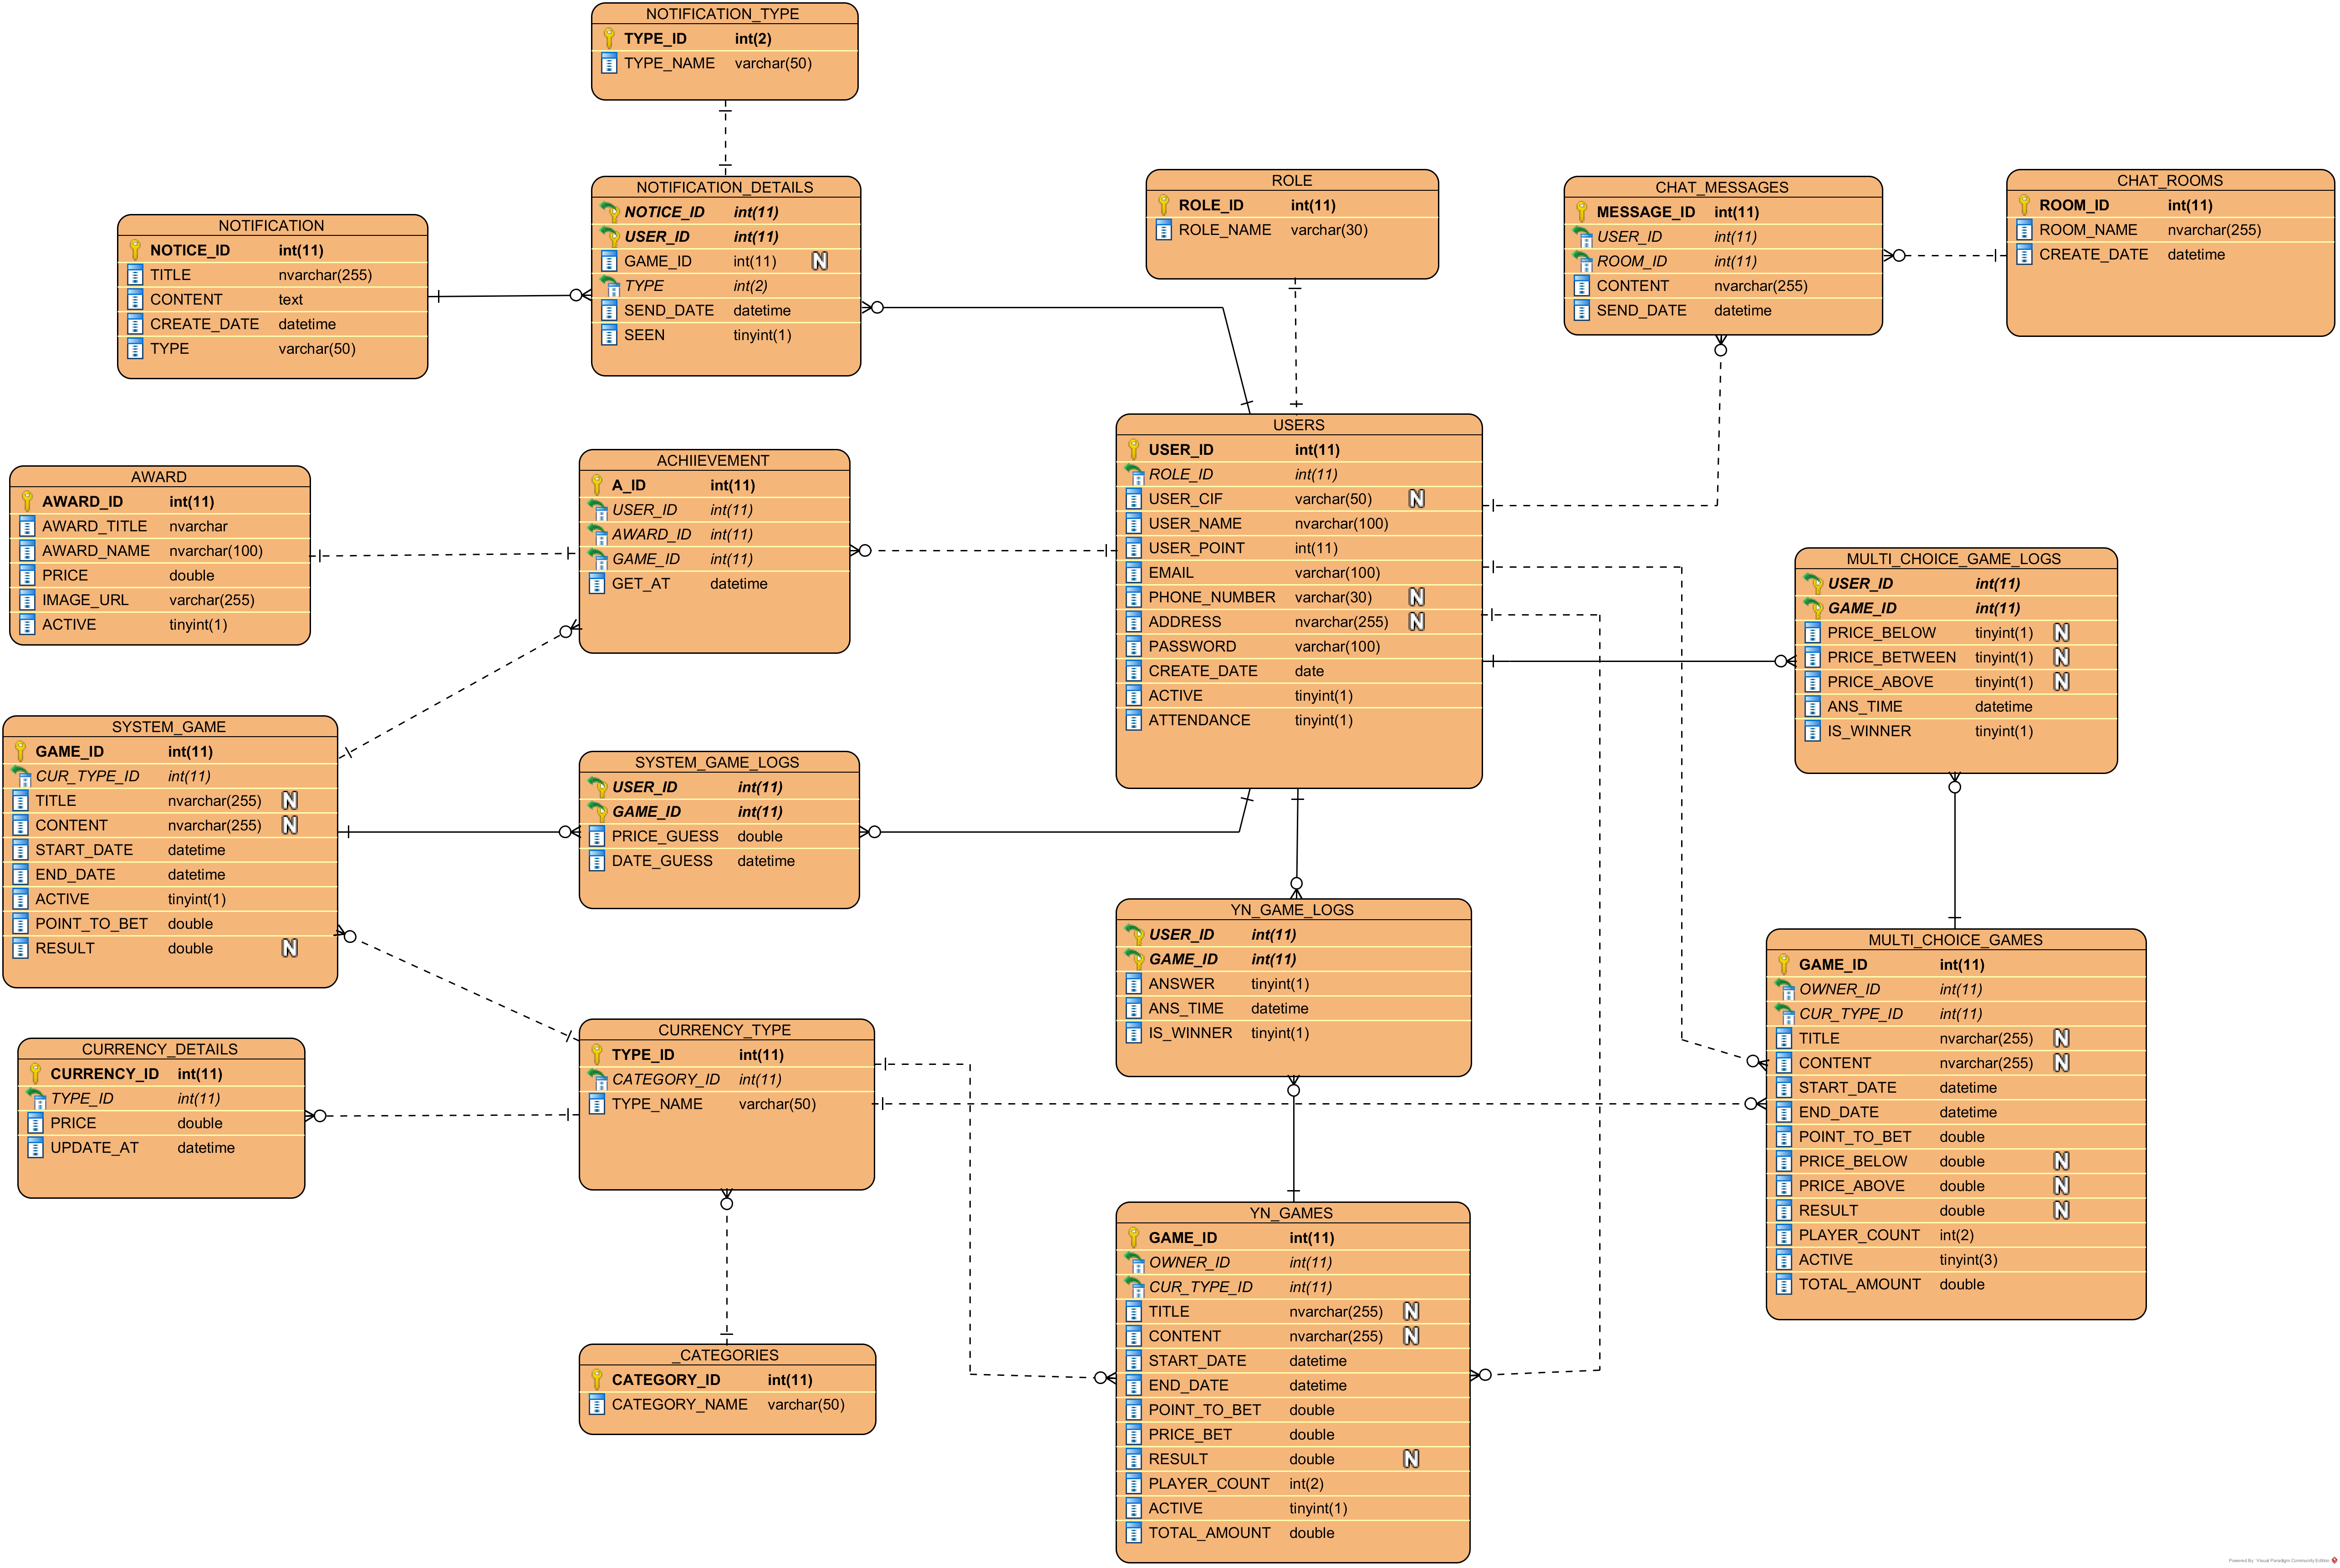 NOTIFICATION_TYPE
TYPE_ID int(2)
TYPE_NAME varchar(50)
NOTIFICATION_DETAILS
NOTICE_ID int(11)
USER_ID int(11)
GAME_ID int(11) N
TYPE int(2)
SEND_DATE datetime
SEEN tinyint(1)
NOTIFICATION
NOTICE_ID int(11)
TITLE nvarchar(255)
CONTENT text
CREATE_DATE datetime
TYPE varchar(50)
ROLE
ROLE_ID int(11)
ROLE_NAME varchar(30)
CHAT_MESSAGES
MESSAGE_ID int(11)
USER_ID int(11)
ROOM_ID int(11)
CONTENT nvarchar(255)
SEND_DATE datetime
CHAT_ROOMS
ROOM_ID int(11)
ROOM_NAME nvarchar(255)
CREATE_DATE datetime
AWARD
AWARD_ID int(11)
AWARD_TITLE nvarchar
AWARD_NAME nvarchar(100)
PRICE double
IMAGE_URL varchar(255)
ACTIVE tinyint(1)
ACHIIEVEMENT
A_ID int(11)
USER_ID int(11)
AWARD_ID int(11)
GAME_ID int(11)
GET_AT datetime
USERS
USER_ID int(11)
ROLE_ID int(11)
USER_CIF varchar(50) N
USER_NAME nvarchar(100)
USER_POINT int(11)
EMAIL varchar(100)
PHONE_NUMBER varchar(30) N
ADDRESS nvarchar(255) N
PASSWORD varchar(100)
CREATE_DATE date
ACTIVE tinyint(1)
ATTENDANCE tinyint(1)
MULTI_CHOICE_GAME_LOGS
USER_ID int(11)
GAME_ID int(11)
PRICE_BELOW tinyint(1) N
PRICE_BETWEEN tinyint(1) N
PRICE_ABOVE tinyint(1) N
ANS_TIME datetime
IS_WINNER tinyint(1)
SYSTEM_GAME
GAME_ID int(11)
CUR_TYPE_ID int(11)
TITLE nvarchar(255) N
CONTENT nvarchar(255) N
START_DATE datetime
END_DATE datetime
ACTIVE tinyint(1)
POINT_TO_BET double
RESULT double N
SYSTEM_GAME_LOGS
USER_ID int(11)
GAME_ID int(11)
PRICE_GUESS double
DATE_GUESS datetime
YN_GAME_LOGS
USER_ID int(11)
GAME_ID int(11)
ANSWER tinyint(1)
ANS_TIME datetime
IS_WINNER tinyint(1)
MULTI_CHOICE_GAMES
GAME_ID int(11)
OWNER_ID int(11)
CUR_TYPE_ID int(11)
TITLE nvarchar(255) N
CONTENT nvarchar(255) N
START_DATE datetime
END_DATE datetime
POINT_TO_BET double
PRICE_BELOW double N
PRICE_ABOVE double N
RESULT double N
PLAYER_COUNT int(2)
ACTIVE tinyint(3)
TOTAL_AMOUNT double
CURRENCY_DETAILS
CURRENCY_ID int(11)
TYPE_ID int(11)
PRICE double
UPDATE_AT datetime
CURRENCY_TYPE
TYPE_ID int(11)
CATEGORY_ID int(11)
TYPE_NAME varchar(50)
_CATEGORIES
CATEGORY_ID int(11)
CATEGORY_NAME varchar(50)
YN_GAMES
GAME_ID int(11)
OWNER_ID int(11)
CUR_TYPE_ID int(11)
TITLE nvarchar(255) N
CONTENT nvarchar(255) N
START_DATE datetime
END_DATE datetime
POINT_TO_BET double
PRICE_BET double
RESULT double N
PLAYER_COUNT int(2)
ACTIVE tinyint(1)
TOTAL_AMOUNT double
Powered By Visual Paradigm Community Edition